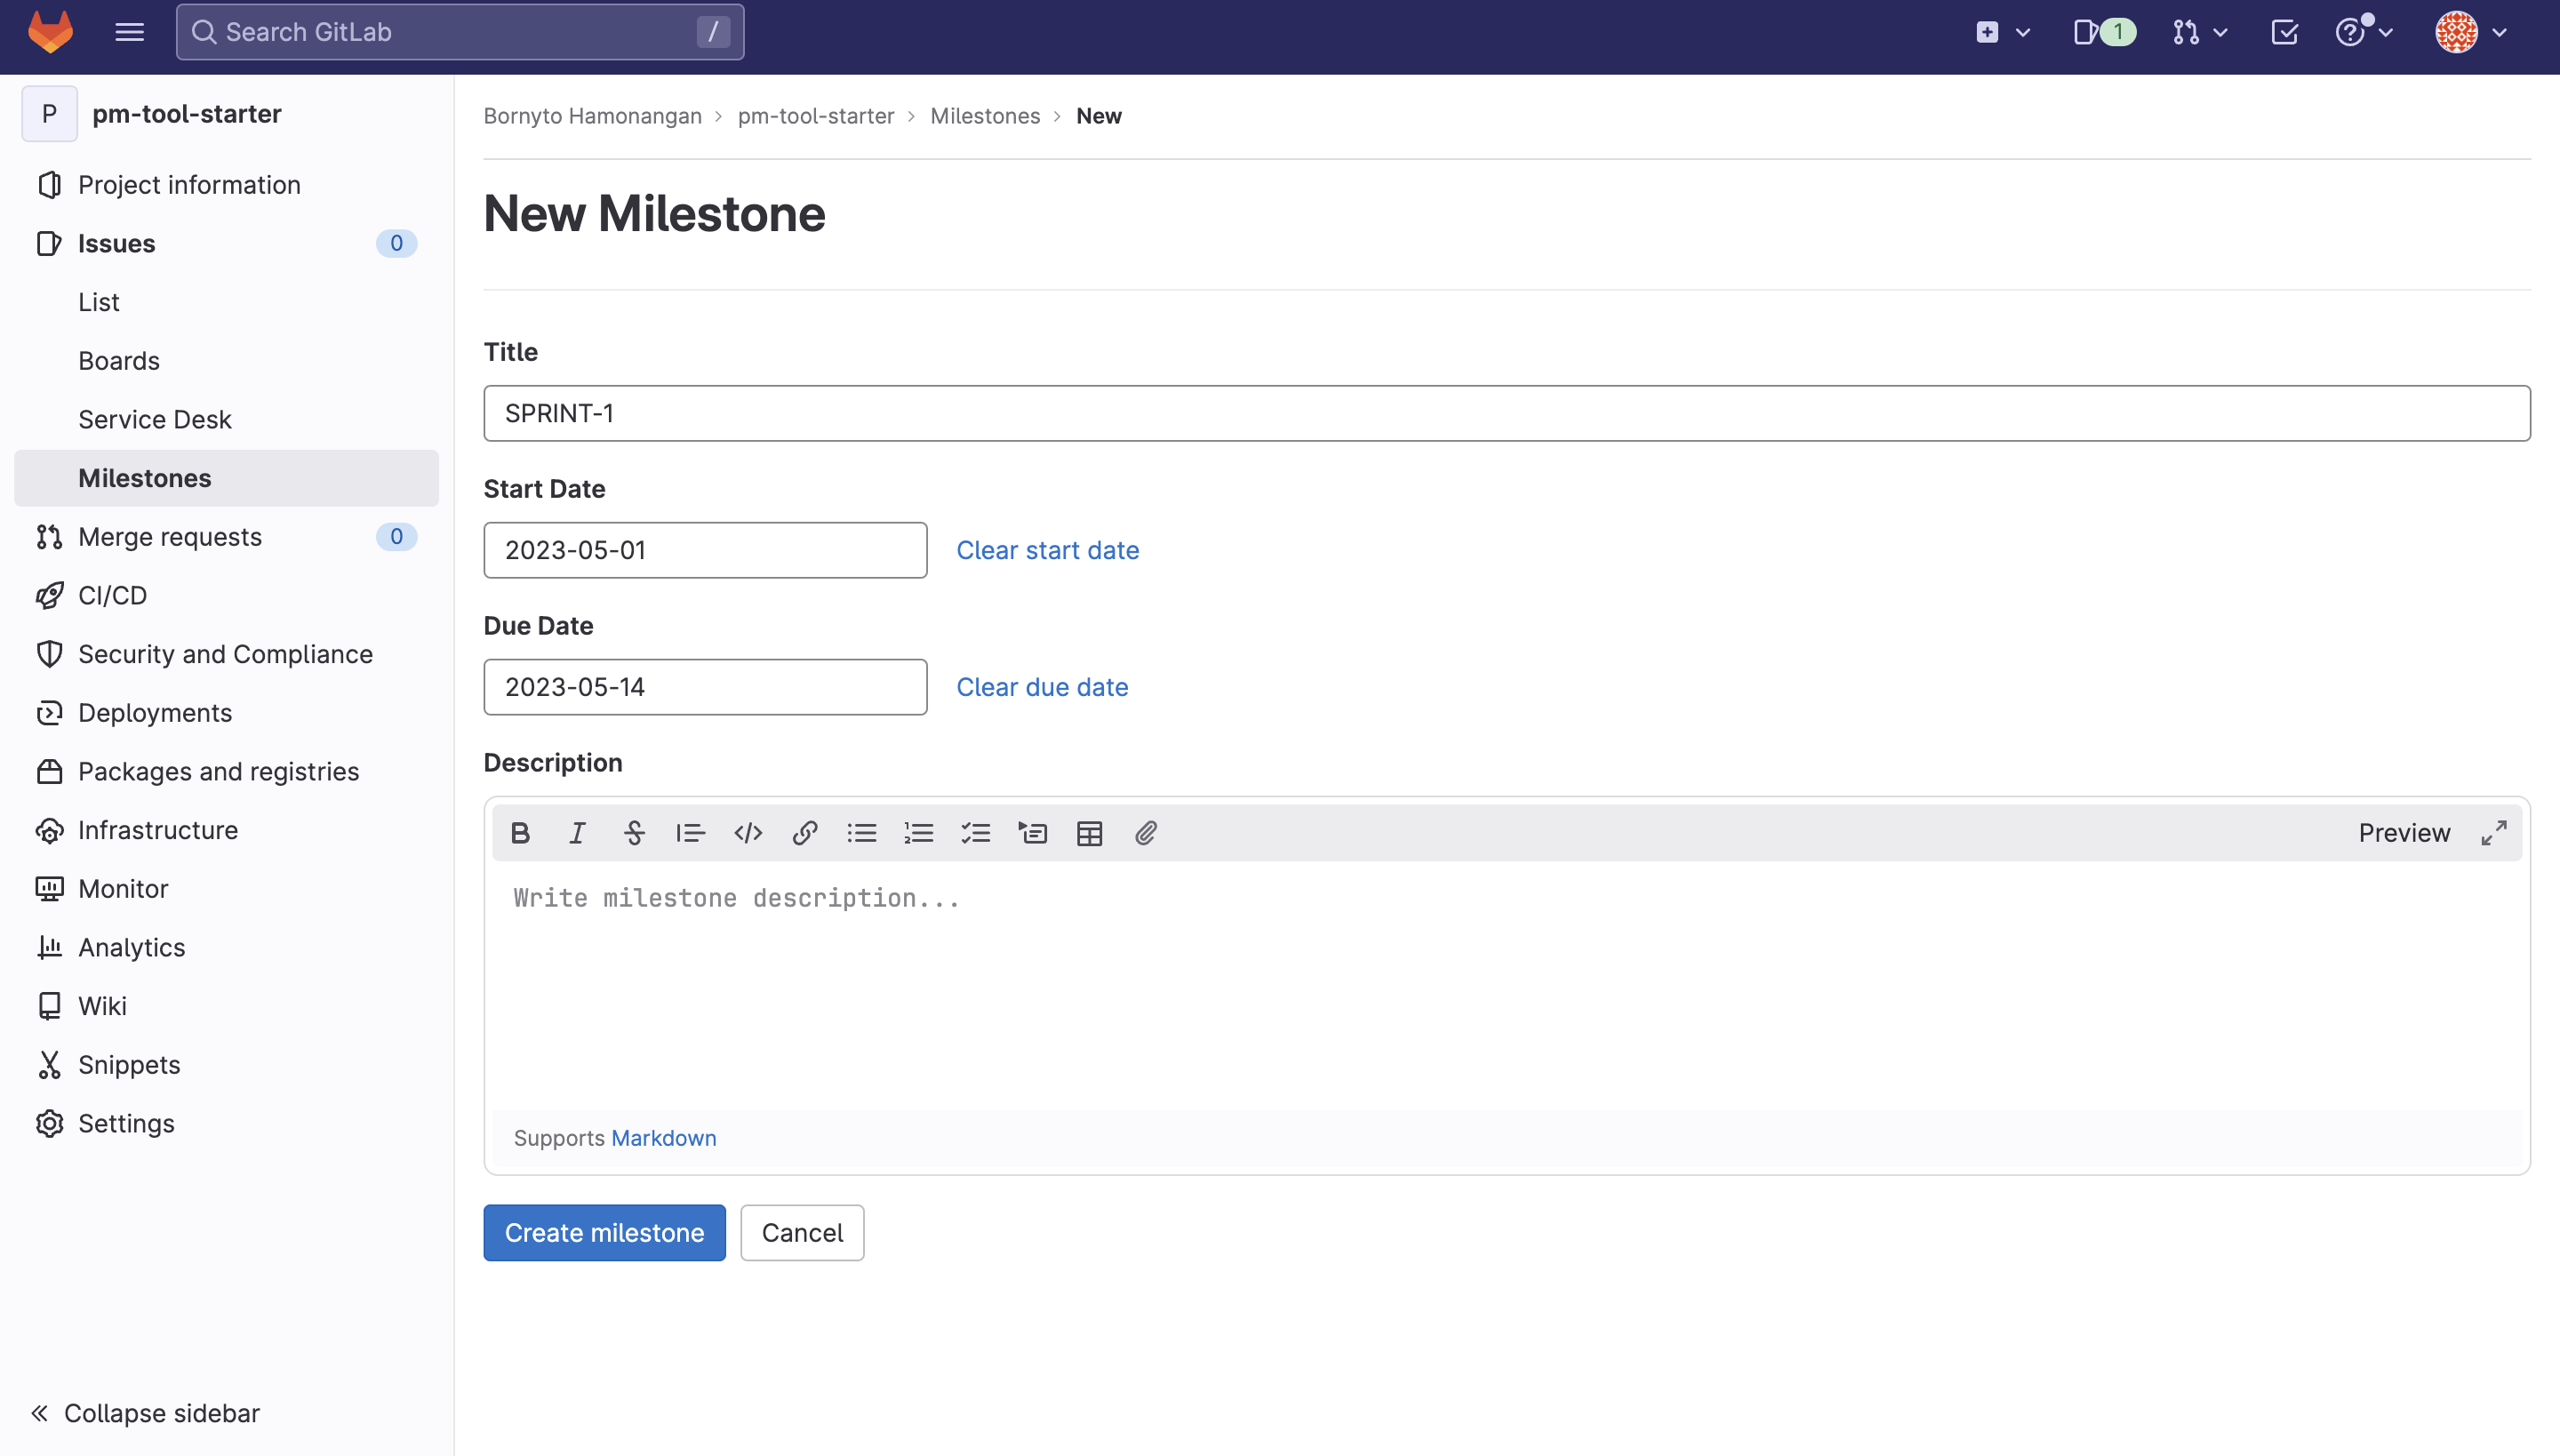 Search GitLab /
1
P pm-tool-starter
Project information
Issues 0
List
Boards
Service Desk
Milestones
Merge requests 0
CI/CD
Security and Compliance
Deployments
Packages and registries
Infrastructure
Monitor
Analytics
Wiki
Snippets
Settings
Collapse sidebar
Bornyto Hamonangan > pm-tool-starter > Milestones > New
New Milestone
Title
SPRINT-1
Start Date
2023-05-01 Clear start date
Due Date
2023-05-14 Clear due date
Description
Preview
Write milestone description...
Supports Markdown
Create milestone Cancel